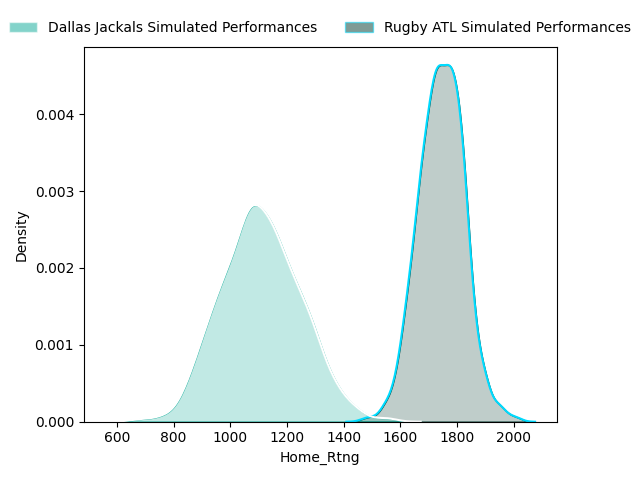 Dallas Jackals Simulated Performances
Rugby ATL Simulated Performances
0.004
0.003
0.002
0.001
0.000
Density
600 800 1000 1200 1400 1600 1800 2000
Home_Rtng